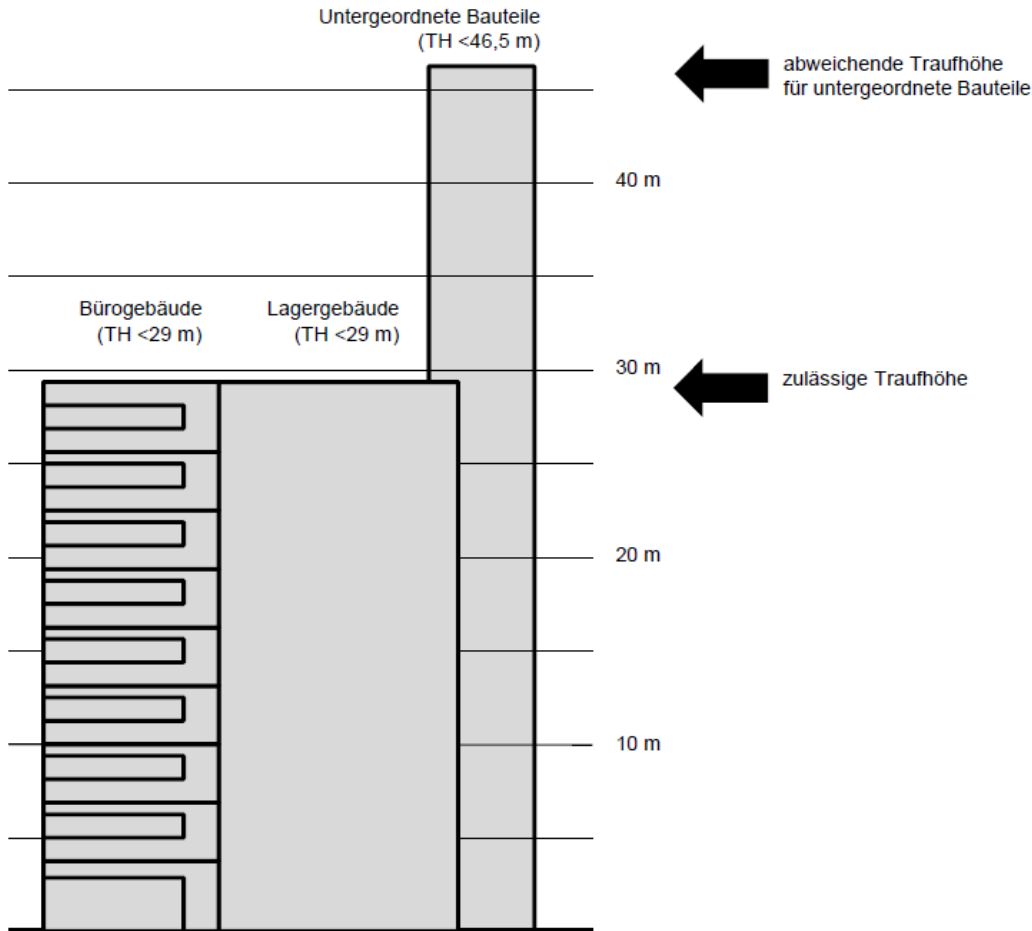 Untergeordnete Bauteile
(TH <46,5 m)
abweichende Traufhöhe
für untergeordnete Bauteile
40 m
Bürogebäude
(TH <29 m)
Lagergebäude
(TH <29 m)
30 m
zulässige Traufhöhe
20 m
10 m